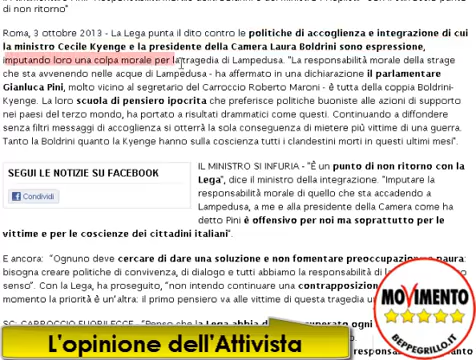 di non ritorno"
Roma, 3 ottobre 2013 - La Lega punta il dito contro le politiche di accoglienza e integrazione di cui
la ministro Cecile Kyenge e la presidente della Camera Laura Boldrini sono espressione,
imputando loro una colpa morale per la tragedia di Lampedusa. "La responsabilità morale della strage
che sta avvenendo nelle acque di Lampedusa - ha affermato in una dichiarazione il parlamentare
Gianluca Pini, molto vicino al segretario del Carroccio Roberto Maroni - è tutta della coppia Boldrini-
Kyenge. La loro scuola di pensiero ipocrita che preferisce politiche buoniste alle azioni di supporto
nei paesi del terzo mondo, ha portato a risultati drammatici come questi. Continuando a diffondere
senza filtri messaggi di accoglienza si otterrà la sola conseguenza di mietere più vittime di una guerra.
Tanto la Boldrini quanto la Kyenge hanno sulla coscienza tutti i clandestini morti in questi ultimi mesi".
SEGUI LE NOTIZIE SU FACEBOOK
Condividi
IL MINISTRO SI INFURIA - "È un punto di non ritorno con la
Lega", dice il ministro della integrazione. "Imputare la
responsabilità morale di quello che sta accadendo a
Lampedusa, a me e alla presidente della Camera come ha
detto Pini è offensivo per noi ma soprattutto per le
vittime e per le coscienze dei cittadini italiani".
E ancora: "Ognuno deve cercare di dare una soluzione e non fomentare preoccupazione e paura:
bisogna creare politiche di convivenza, di dialogo e tutti abbiamo la responsabilità di
senso". Con la Lega, ha proseguito, "non intendo continuare una contrapposizione
momento la priorità è un'altra: il primo pensiero va alle vittime di questa tragedia
MOVIMENTO
BEPPEGRILLO.IT
L'opinione dell'Attivista